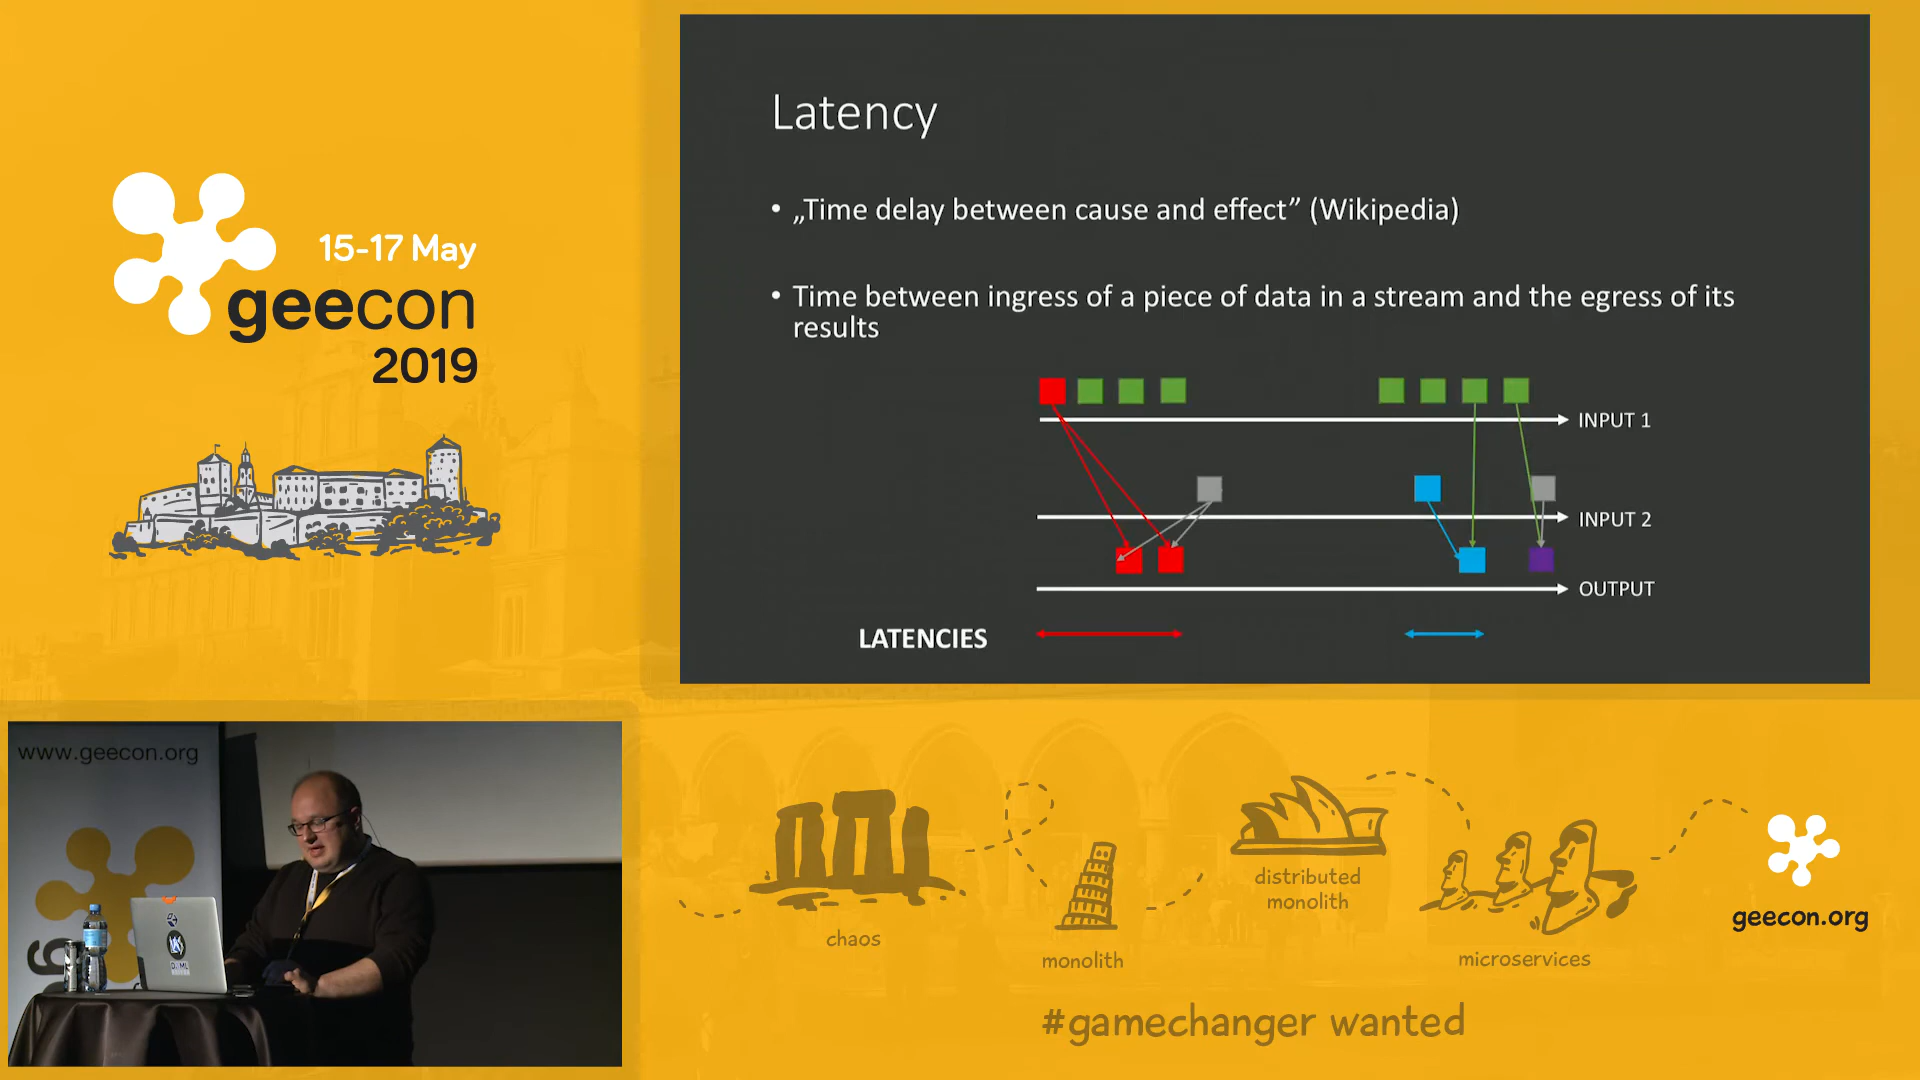 15-17 May
geecon
2019
Latency
• „Time delay between cause and effect” (Wikipedia)
• Time between ingress of a piece of data in a stream and the egress of its
results
INPUT 1
INPUT 2
OUTPUT
LATENCIES
www.geecon.org
chaos
monolith
distributed
monolith
microservices
geecon.org
#gamechanger wanted